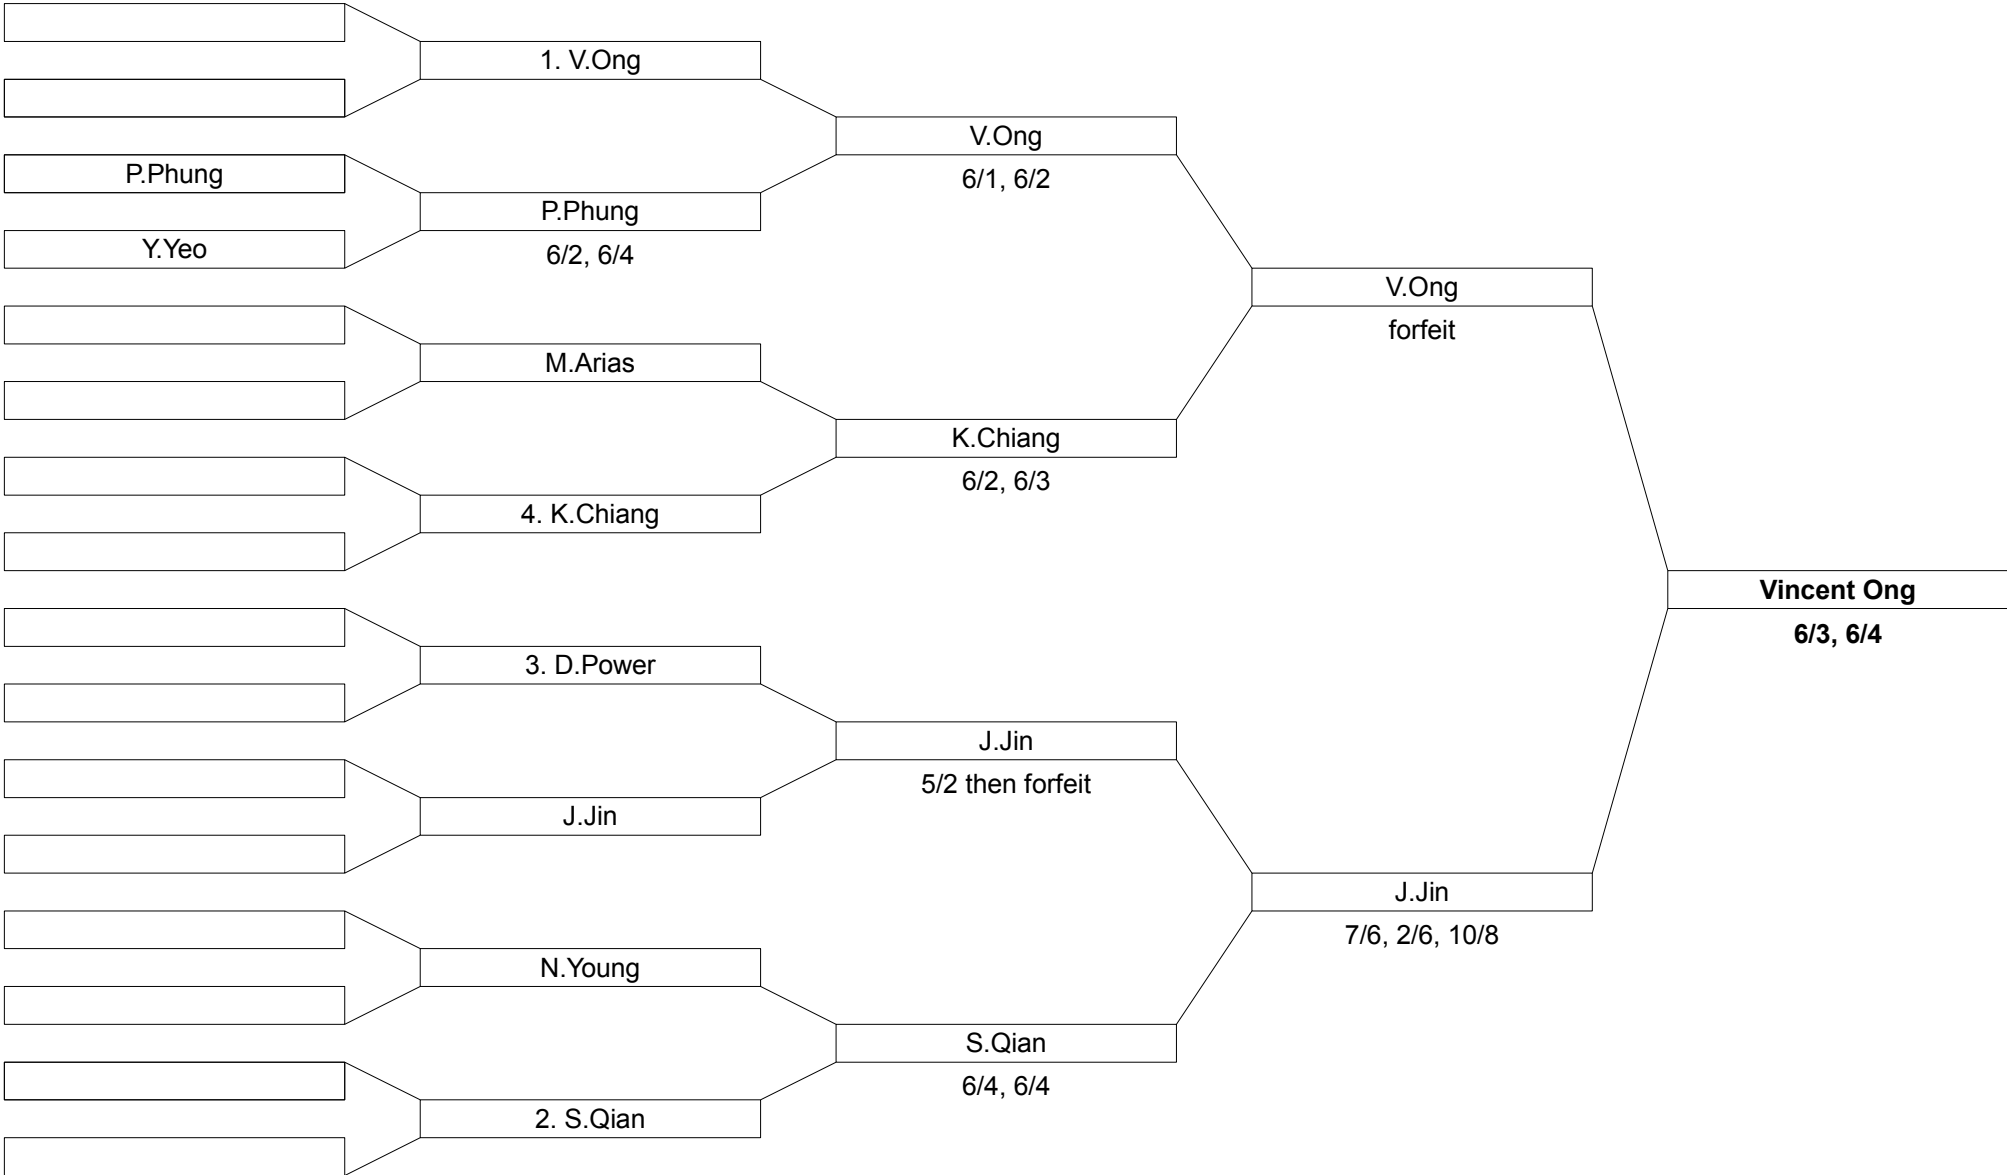 1. V.Ong
V.Ong
6/1, 6/2
P.Phung
P.Phung
6/2, 6/4
Y.Yeo
V.Ong
forfeit
M.Arias
K.Chiang
6/2, 6/3
4. K.Chiang
Vincent Ong
6/3, 6/4
3. D.Power
J.Jin
5/2 then forfeit
J.Jin
J.Jin
7/6, 2/6, 10/8
N.Young
S.Qian
6/4, 6/4
2. S.Qian